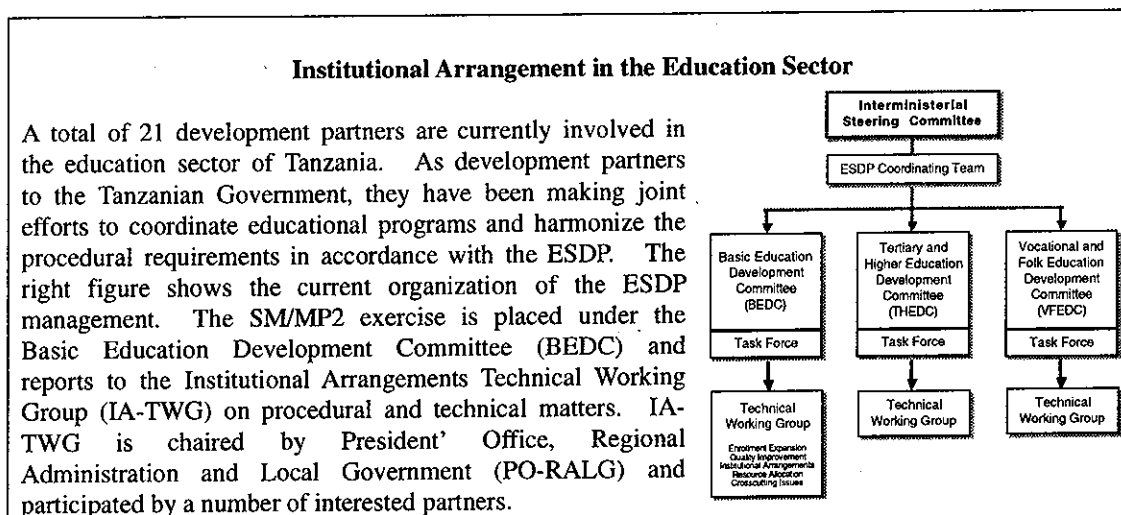 Institutional Arrangement in the Education Sector
A total of 21 development partners are currently involved in
the education sector of Tanzania. As development partners
to the Tanzanian Government, they have been making joint
efforts to coordinate educational programs and harmonize the
procedural requirements in accordance with the ESDP. The
right figure shows the current organization of the ESDP
management. The SM/MP2 exercise is placed under the
Basic Education Development Committee (BEDC) and
reports to the Institutional Arrangements Technical Working
Group (IA-TWG) on procedural and technical matters. IA-
TWG is chaired by President' Office, Regional
Administration and Local Government (PO-RALG) and
participated by a number of interested partners.
Interministerial
Steering Committee
ESDP Coordinating Team
Basic Education
Development
Committee
(BEDC)
Task Force
Technical
Working Group
Enrollment Expansion
Quality Improvement
Institutional Arrangements
Resource Allocation
Crosscutting Issues
Tertiary and
Higher Education
Development
Committee
(THEDC)
Task Force
Technical
Working Group
Vocational and
Folk Education
Development
Committee
(VFEDC)
Task Force
Technical
Working Group